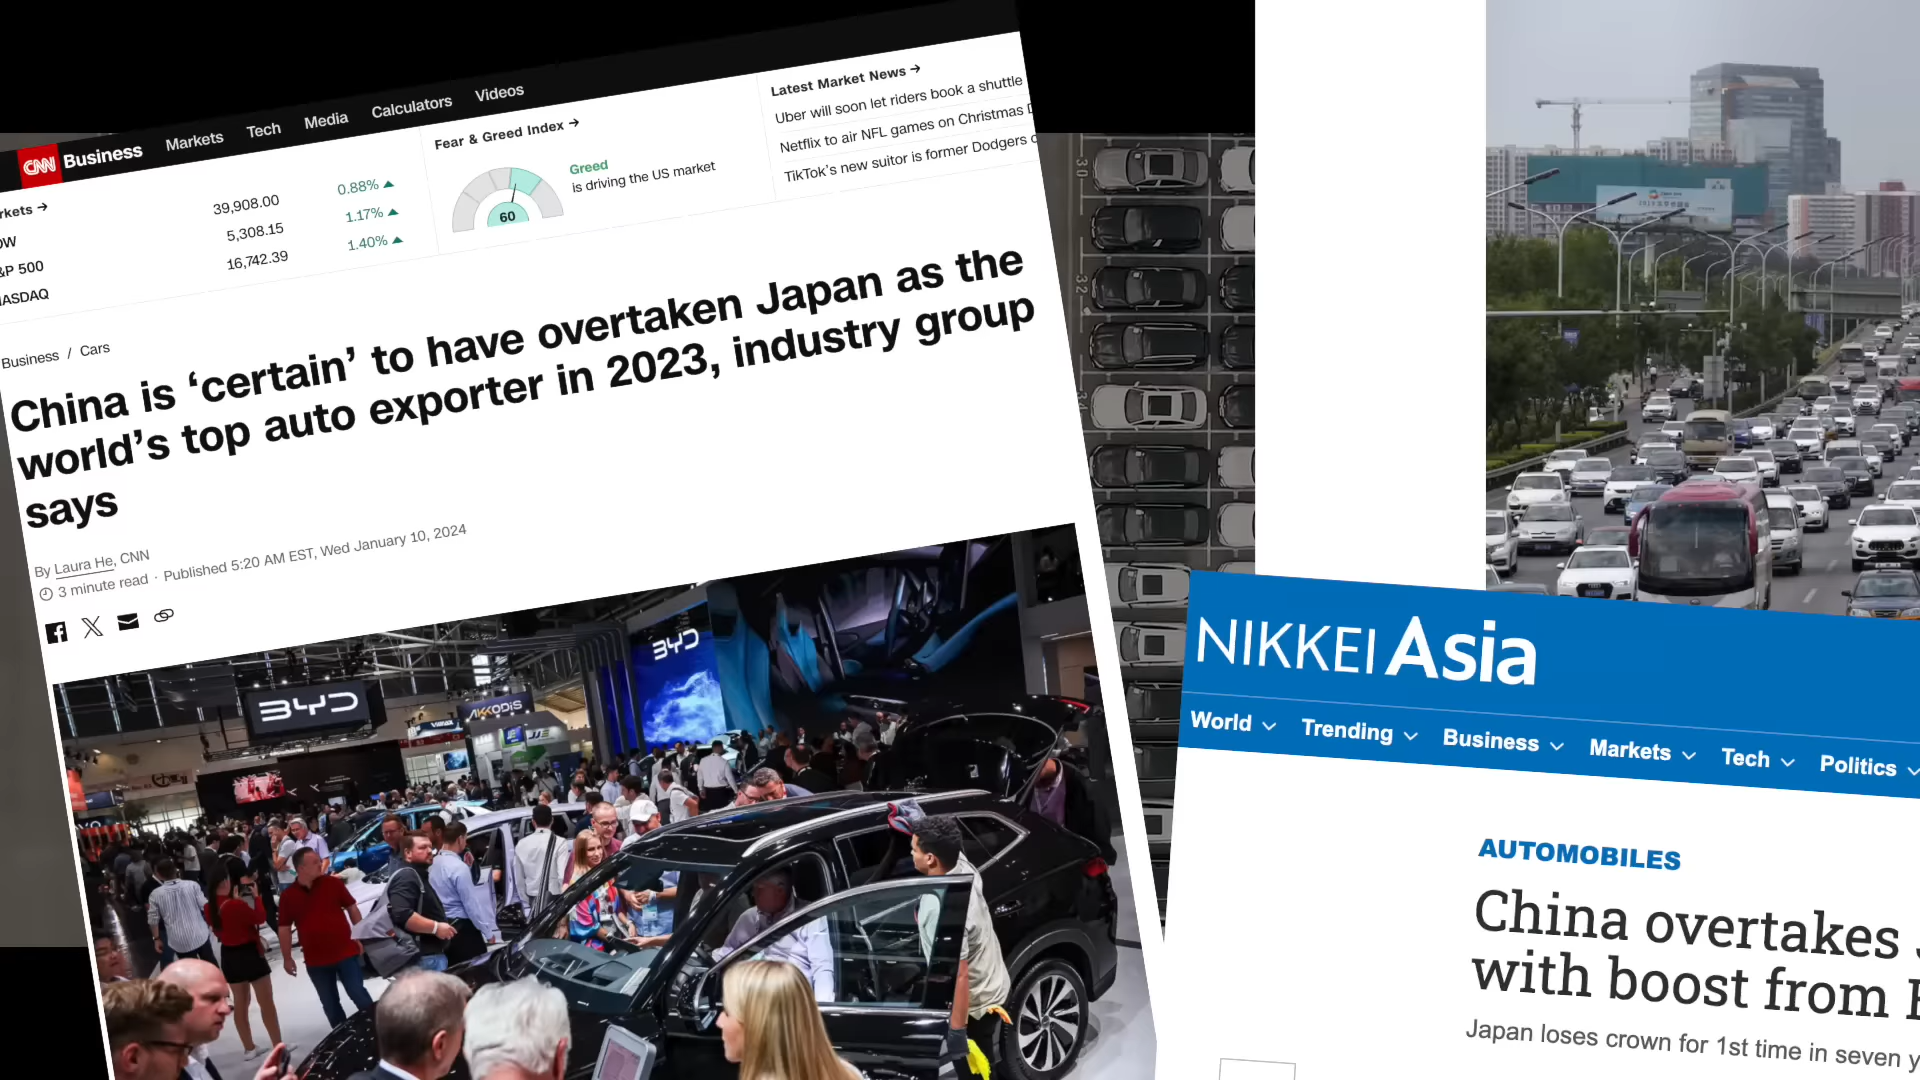 CNN Business Markets Tech Media Calculators Videos
rkets →
39,908.00 0.88%
P 500 5,308.15 1.17%
ASDAQ 16,742.39 1.40%
Fear & Greed Index →
60
Greed
is driving the US market
Latest Market News →
Uber will soon let riders book a shuttle
Netflix to air NFL games on Christmas
TikTok's new suitor is former Dodgers
Business / Cars
China is ‘certain’ to have overtaken Japan as the
world’s top auto exporter in 2023, industry group
says
By Laura He, CNN
3 minute read · Published 5:20 AM EST, Wed January 10, 2024
BYD
BYD
AKKODIS
30
32
NIKKEI Asia
World Trending Business Markets Tech Politics
AUTOMOBILES
China overtakes
with boost from
Japan loses crown for 1st time in seven